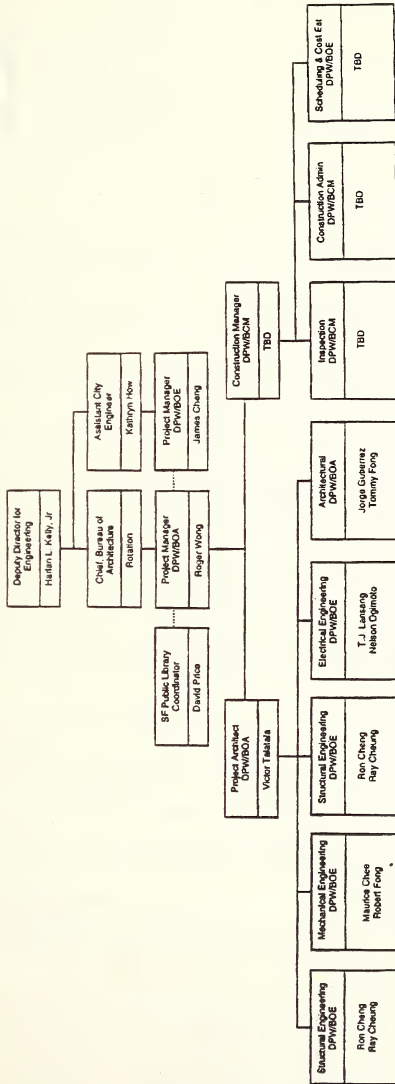 Deputy Director for
Engineering
Harlan L. Kelly, Jr
Chief, Bureau of
Architecture
Rotation
Assistant City
Engineer
Kathryn How
SF Public Library
Coordinator
David Price
Project Manager
DPW/BOA
Roger Wong
Project Manager
DPW/BOE
James Chang
Project Architect
DPW/BOA
Victor Talatala
Construction Manager
DPW/BCM
TBD
Structural Engineering
DPW/BOE
Ron Cheng
Ray Cheung
Mechanical Engineering
DPW/BOE
Maurice Chee
Robert Fong
Structural Engineering
DPW/BOE
Ron Cheng
Ray Cheung
Electrical Engineering
DPW/BOE
T.J Lansang
Nelson Ogimoto
Architectural
DPW/BOA
Jorge Gutierrez
Tommy Fong
Inspection
DPW/BCM
TBD
Construction Admin
DPW/BCM
TBD
Scheduling & Cost Est
DPW/BOE
TBD